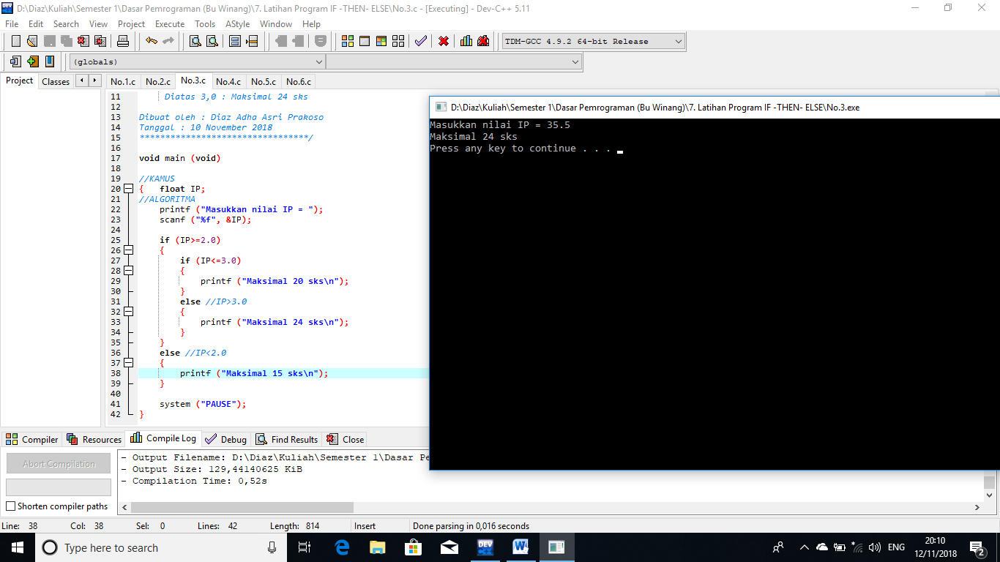 D:\Diaz\Kuliah\Semester 1\Dasar Pemrograman (Bu Winang)\7. Latihan Program IF -THEN- ELSE\No.3.c - [Executing] - Dev-C++ 5.11
File Edit Search View Project Execute Tools AStyle Window Help
TDM-GCC 4.9.2 64-bit Release
(globals)
Project Classes
No.1.c No.2.c No.3.c No.4.c No.5.c No.6.c
11 Diatas 3,0 : Maksimal 24 sks
12
13 Dibuat oleh : Diaz Adha Asri Prakoso
14 Tanggal : 10 November 2018
15 *********************************/
16
17 void main (void)
18
19 //KAMUS
20 { float IP;
21 //ALGORITMA
22 printf ("Masukkan nilai IP = ");
23 scanf ("%f", &IP);
24
25 if (IP>=2.0)
26 {
27 if (IP<=3.0)
28 {
29 printf ("Maksimal 20 sks\n");
30 }
31 else //IP>3.0
32 {
33 printf ("Maksimal 24 sks\n");
34 }
35 }
36 else //IP<2.0
37 {
38 printf ("Maksimal 15 sks\n");
39 }
40
41 system ("PAUSE");
42 }
D:\Diaz\Kuliah\Semester 1\Dasar Pemrograman (Bu Winang)\7. Latihan Program IF -THEN- ELSE\No.3.exe
Masukkan nilai IP = 35.5
Maksimal 24 sks
Press any key to continue . . .
Compiler Resources Compile Log Debug Find Results Close
Abort Compilation
Shorten compiler paths
- Output Filename: D:\Diaz\Kuliah\Semester 1\Dasar Pe
- Output Size: 129,44140625 KiB
- Compilation Time: 0,52s
Line: 38 Col: 38 Sel: 0 Lines: 42 Length: 814 Insert Done parsing in 0,016 seconds
Type here to search
DEV
ENG
20:10
12/11/2018
2